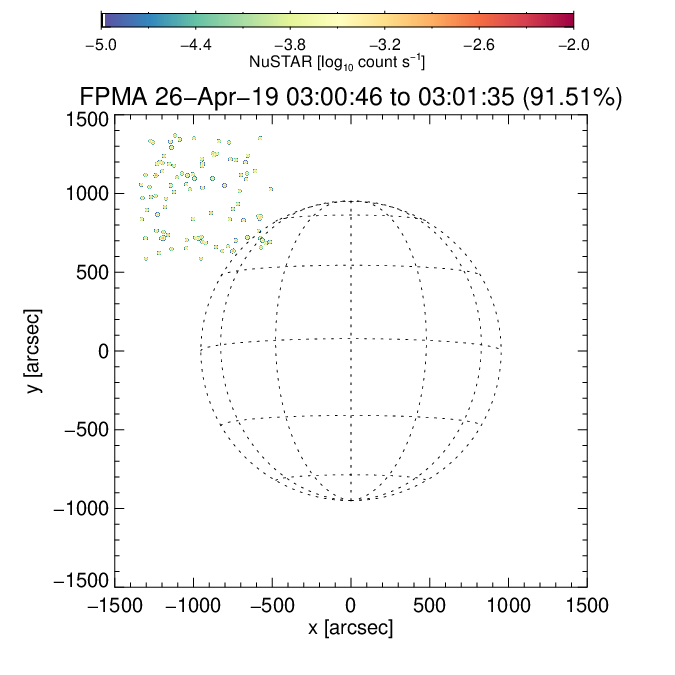 −5.0 −4.4 −3.8 −3.2 −2.6 −2.0
NuSTAR [log₁₀ count s⁻¹]
FPMA 26−Apr−19 03:00:46 to 03:01:35 (91.51%)
1500
1000
500
0
−500
−1000
−1500
y [arcsec]
−1500 −1000 −500 0 500 1000 1500
x [arcsec]